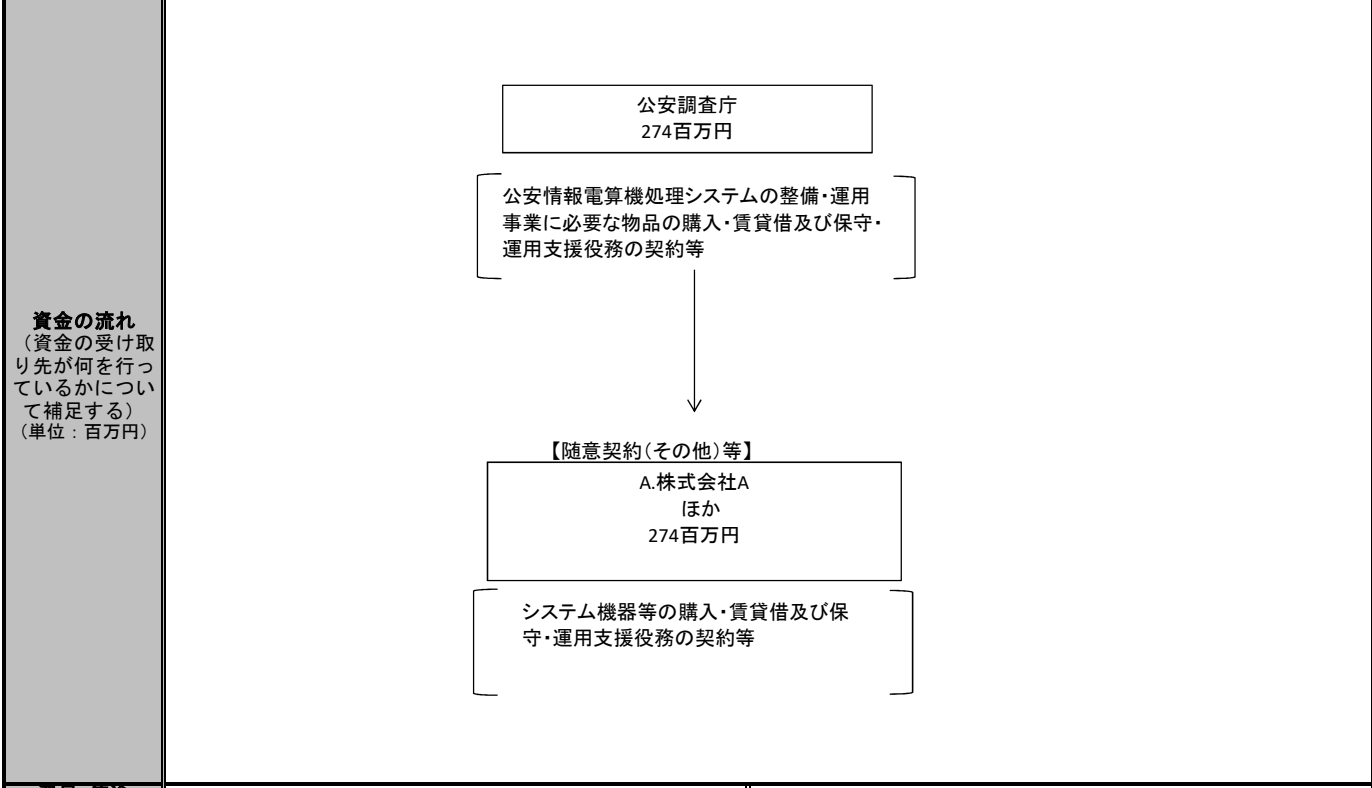 資金の流れ
（資金の受け取
り先が何を行っ
ているかについ
て補足する）
（単位：百万円）
公安調査庁
274百万円
公安情報電算機処理システムの整備・運用
事業に必要な物品の購入・賃貸借及び保守・
運用支援役務の契約等
【随意契約（その他）等】
A.株式会社A
ほか
274百万円
システム機器等の購入・賃貸借及び保
守・運用支援役務の契約等